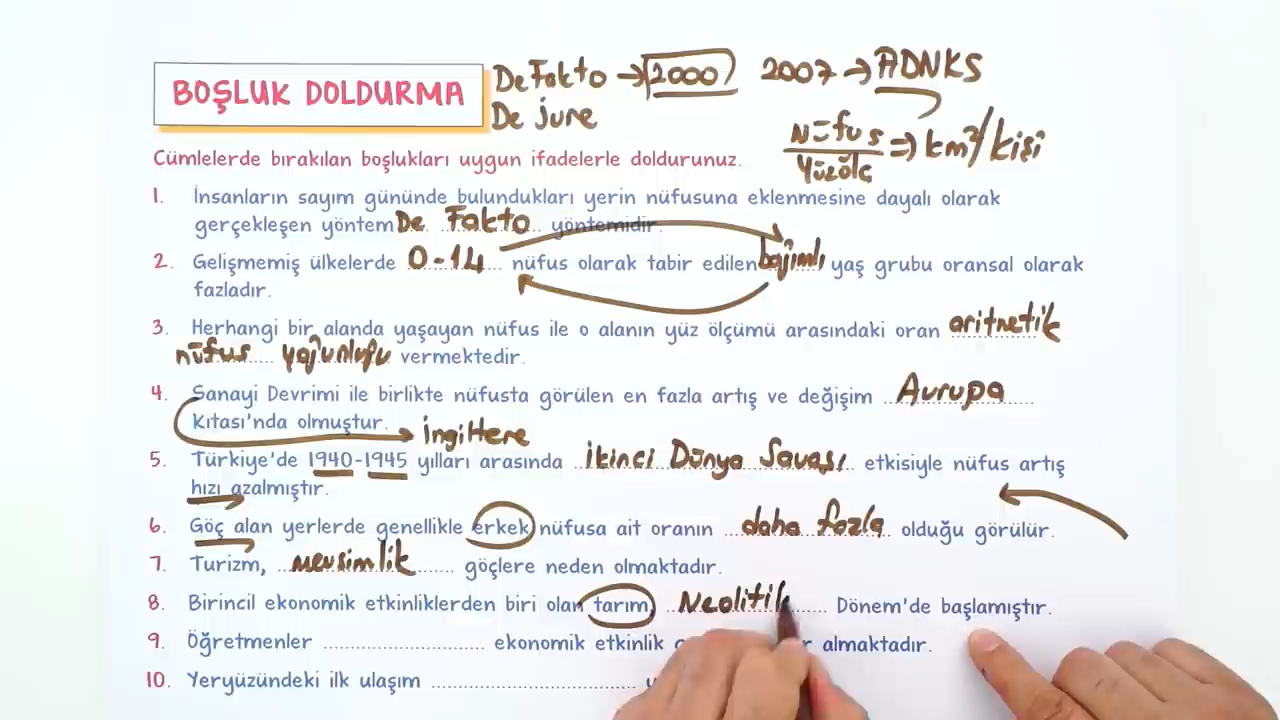 BOŞLUK DOLDURMA
De Fakto → 2000 2007 → ADNKS
De jure
Nüfus / Yüzölç ⇒ km²/kişi
Cümlelerde bırakılan boşlukları uygun ifadelerle doldurunuz.
1. İnsanların sayım gününde bulundukları yerin nüfusuna eklenmesine dayalı olarak
gerçekleşen yöntem De Fakto yöntemidir.
2. Gelişmemiş ülkelerde 0-14 nüfus olarak tabir edilen bağımlı yaş grubu oransal olarak
fazladır.
3. Herhangi bir alanda yaşayan nüfus ile o alanın yüz ölçümü arasındaki oran aritmetik
nüfus yoğunluğu vermektedir.
4. Sanayi Devrimi ile birlikte nüfusta görülen en fazla artış ve değişim Avrupa
Kıtası'nda olmuştur. → İngiltere
5. Türkiye'de 1940-1945 yılları arasında ikinci Dünya Savaşı etkisiyle nüfus artış
hızı azalmıştır.
6. Göç alan yerlerde genellikle erkek nüfusa ait oranın daha fazla olduğu görülür.
7. Turizm, mevsimlik göçlere neden olmaktadır.
8. Birincil ekonomik etkinliklerden biri olan tarım, Neolitik Dönem'de başlamıştır.
9. Öğretmenler ekonomik etkinlik almaktadır.
10. Yeryüzündeki ilk ulaşım